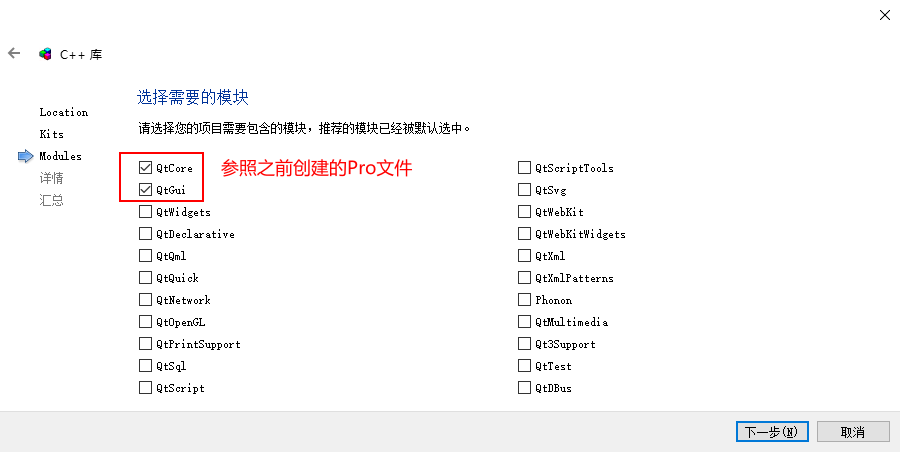 C++ 库
Location
Kits
Modules
详情
汇总
选择需要的模块
请选择您的项目需要包含的模块，推荐的模块已经被默认选中。
参照之前创建的Pro文件
QtCore
QtGui
QtWidgets
QtDeclarative
QtQml
QtQuick
QtNetwork
QtOpenGL
QtPrintSupport
QtSql
QtScript
QtScriptTools
QtSvg
QtWebKit
QtWebKitWidgets
QtXml
QtXmlPatterns
Phonon
QtMultimedia
Qt3Support
QtTest
QtDBus
下一步(N)
取消